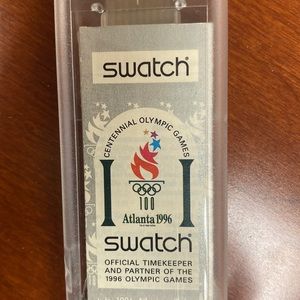 swatch
CENTENNIAL OLYMPIC GAMES
100
Atlanta 1996
swatch
OFFICIAL TIMEKEEPER
AND PARTNER OF THE
1996 OLYMPIC GAMES